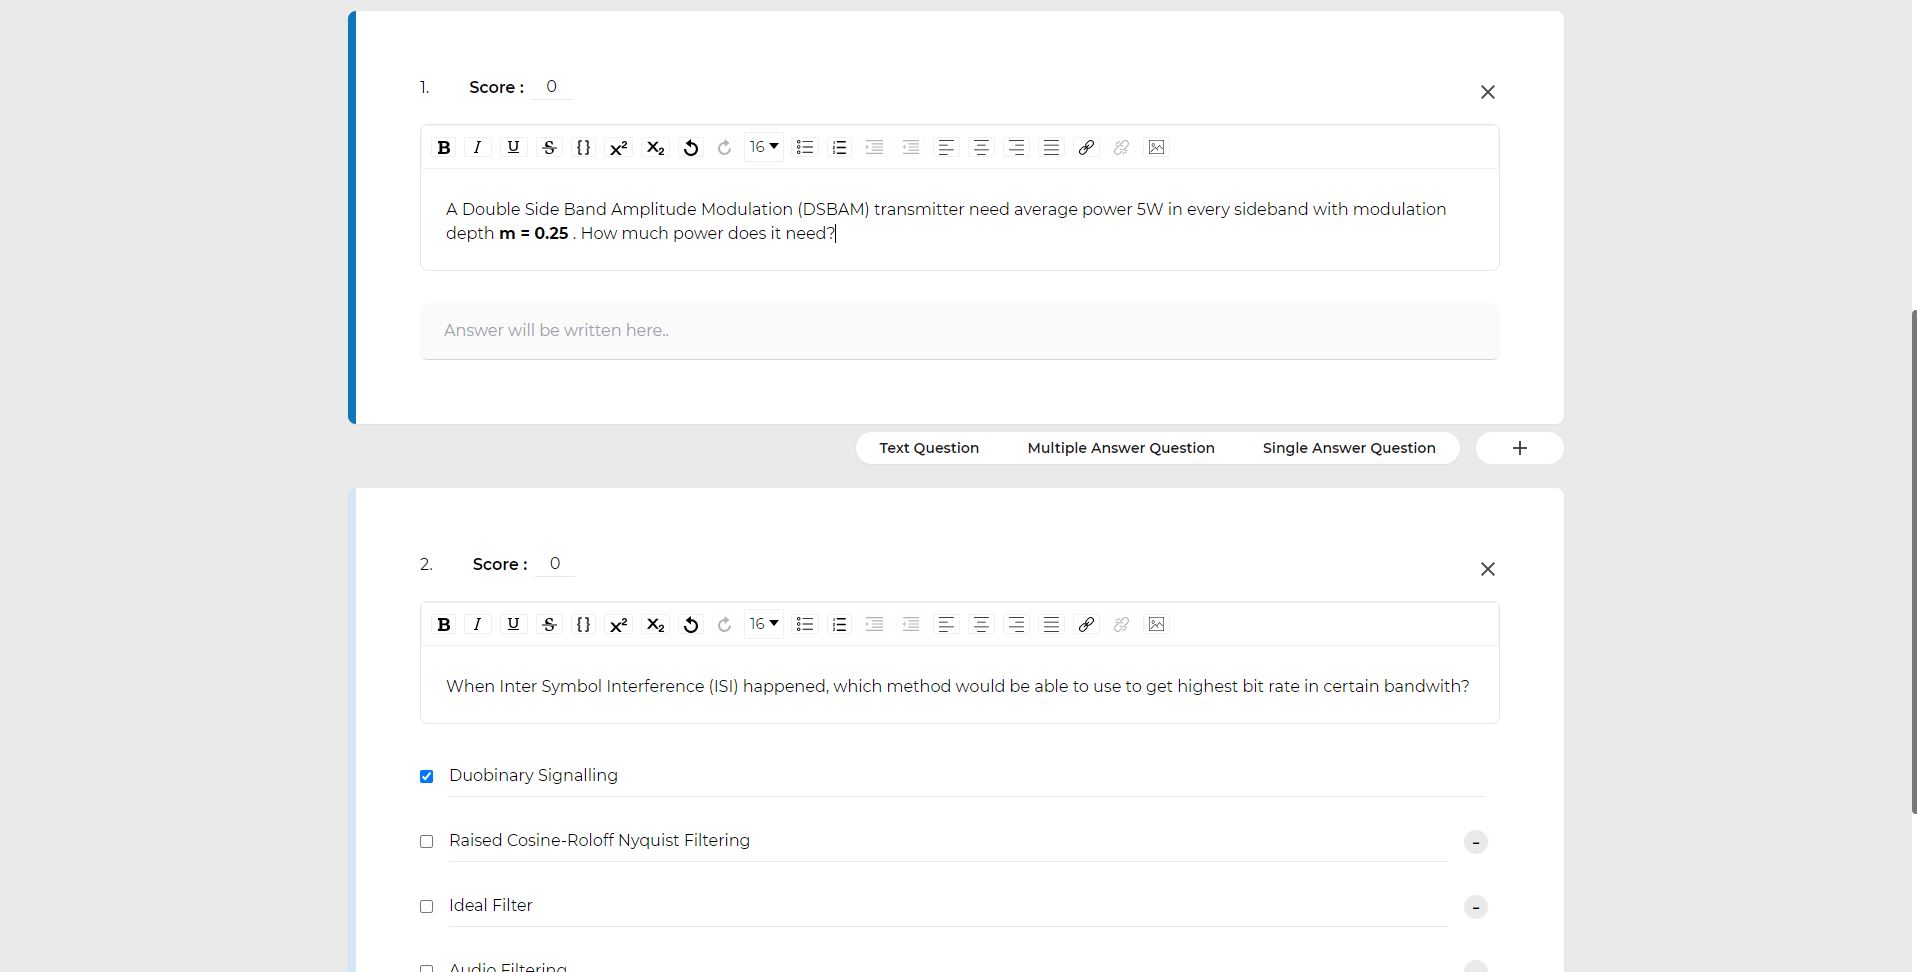 1. Score : 0
B I U S {} x² x₂ 16
A Double Side Band Amplitude Modulation (DSBAM) transmitter need average power 5W in every sideband with modulation
depth m = 0.25 . How much power does it need?
Answer will be written here..
Text Question Multiple Answer Question Single Answer Question +
2. Score : 0
B I U S {} x² x₂ 16
When Inter Symbol Interference (ISI) happened, which method would be able to use to get highest bit rate in certain bandwith?
Duobinary Signalling
Raised Cosine-Roloff Nyquist Filtering -
Ideal Filter -
Audio Filtering